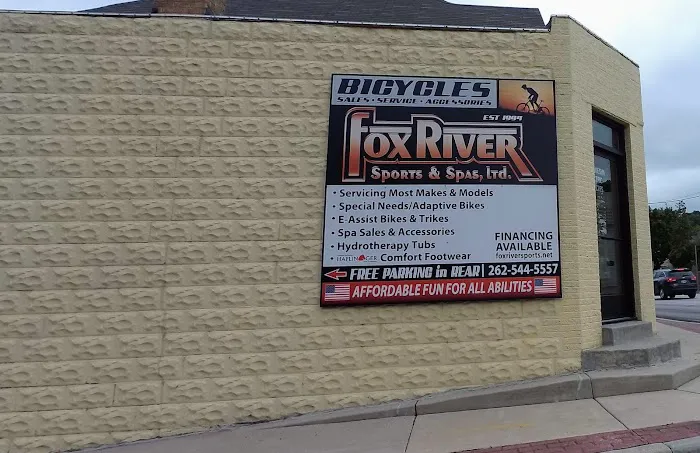 BICYCLES
SALES • SERVICE • ACCESSORIES
EST 1984
FOX RIVER
SPORTS & SPAS, LTD.
• Servicing Most Makes & Models
• Special Needs/Adaptive Bikes
• E-Assist Bikes & Trikes
• Spa Sales & Accessories
• Hydrotherapy Tubs
• HAFLINGER Comfort Footwear
FINANCING
AVAILABLE
foxriversports.net
FREE PARKING in REAR | 262-544-5557
AFFORDABLE FUN FOR ALL ABILITIES